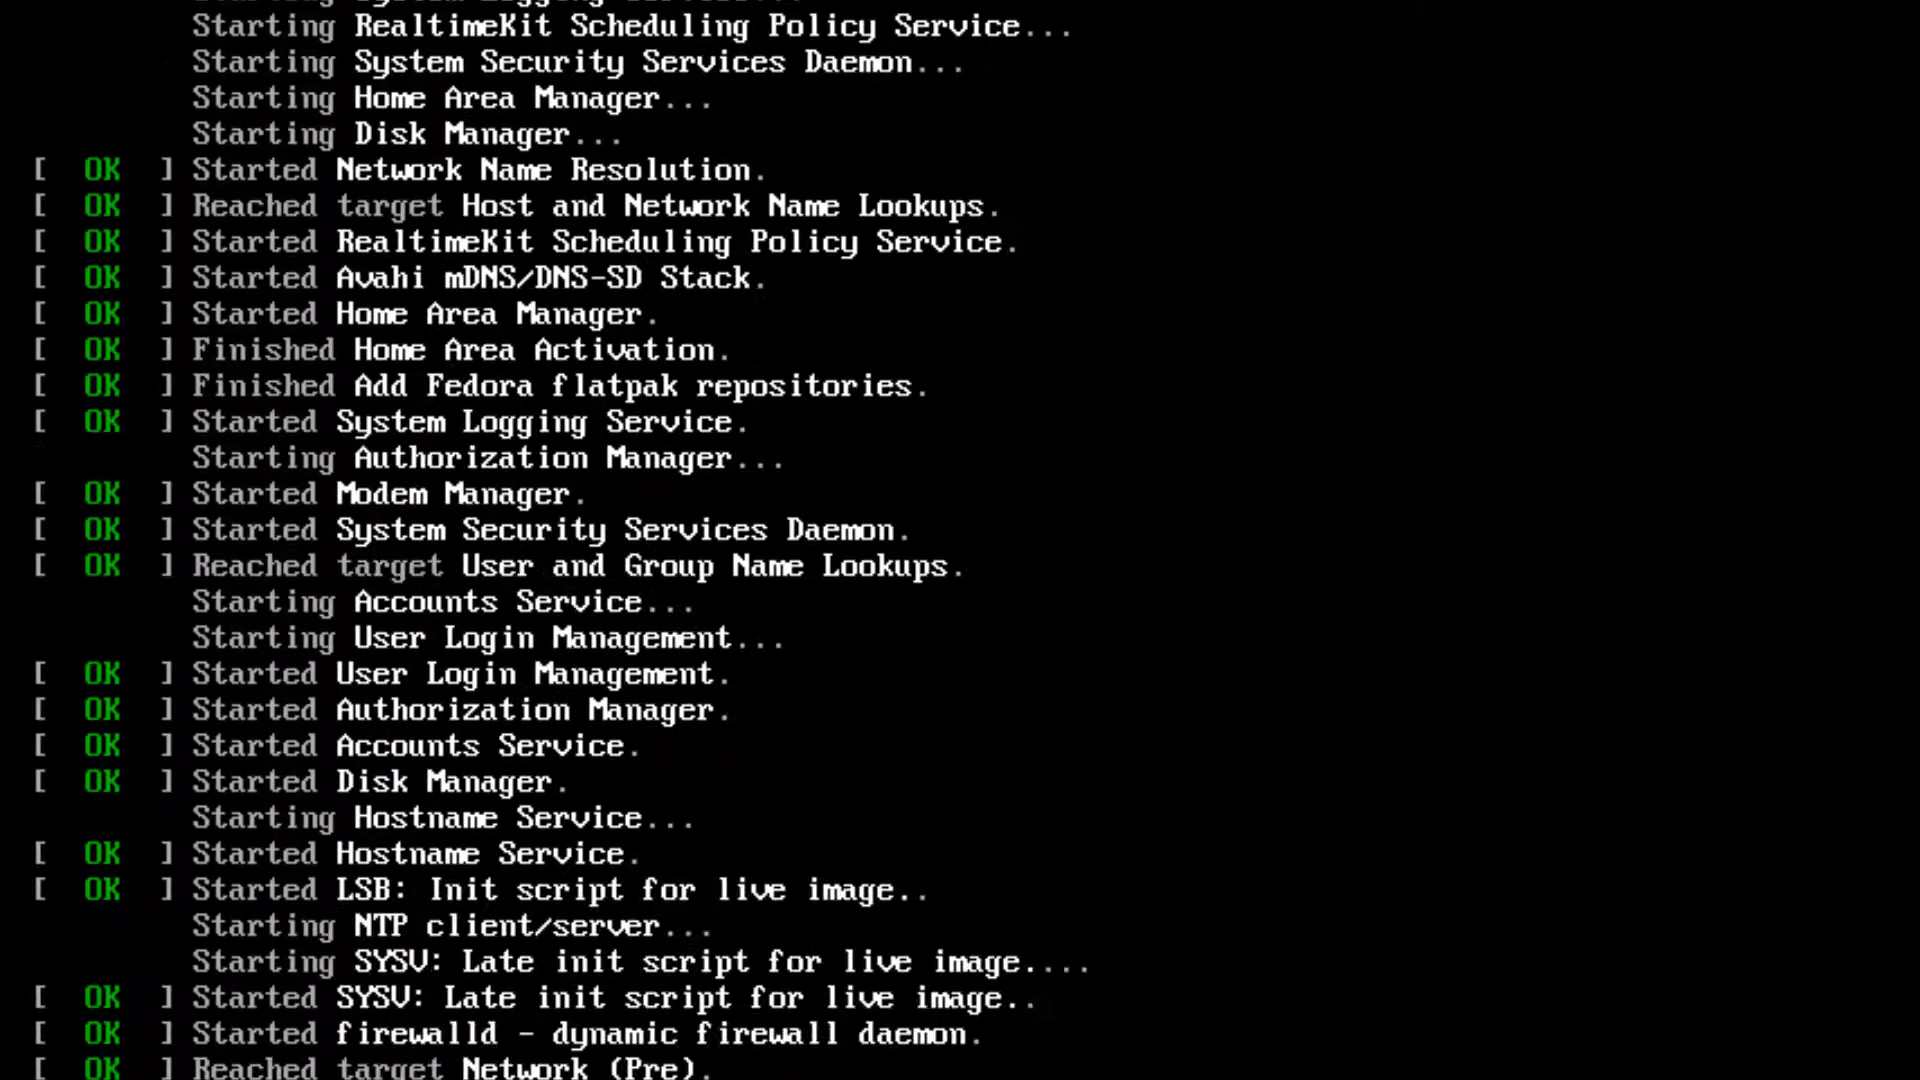 Starting System Logging Service...
Starting RealtimeKit Scheduling Policy Service...
Starting System Security Services Daemon...
Starting Home Area Manager...
Starting Disk Manager...
[ OK ] Started Network Name Resolution.
[ OK ] Reached target Host and Network Name Lookups.
[ OK ] Started RealtimeKit Scheduling Policy Service.
[ OK ] Started Avahi mDNS/DNS-SD Stack.
[ OK ] Started Home Area Manager.
[ OK ] Finished Home Area Activation.
[ OK ] Finished Add Fedora flatpak repositories.
[ OK ] Started System Logging Service.
Starting Authorization Manager...
[ OK ] Started Modem Manager.
[ OK ] Started System Security Services Daemon.
[ OK ] Reached target User and Group Name Lookups.
Starting Accounts Service...
Starting User Login Management...
[ OK ] Started User Login Management.
[ OK ] Started Authorization Manager.
[ OK ] Started Accounts Service.
[ OK ] Started Disk Manager.
Starting Hostname Service...
[ OK ] Started Hostname Service.
[ OK ] Started LSB: Init script for live image..
Starting NTP client/server...
Starting SYSV: Late init script for live image....
[ OK ] Started SYSV: Late init script for live image..
[ OK ] Started firewalld - dynamic firewall daemon.
[ OK ] Reached target Network (Pre).